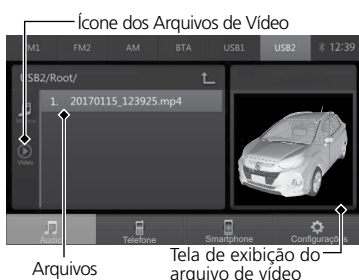 Ícone dos Arquivos de Vídeo
FM1 FM2 AM BTA USB1 USB2 12:39
USB2/Root/
1. 20170115_123925.mp4
Video
Áudio Telefone Smartphone Configurações
Arquivos
Tela de exibição do
arquivo de vídeo